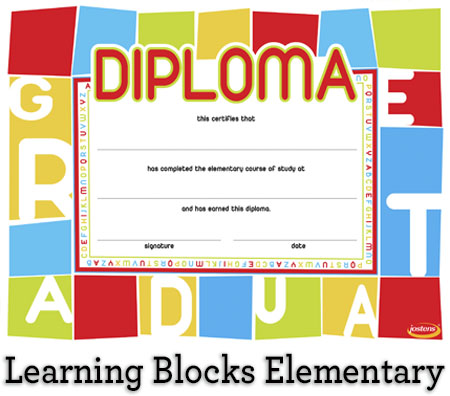 DIPLOMA
this certifies that
has completed the elementary course of study at
and has earned this diploma.
signature date
G
R
A
D
U
A
T
E
jostens
Learning Blocks Elementary